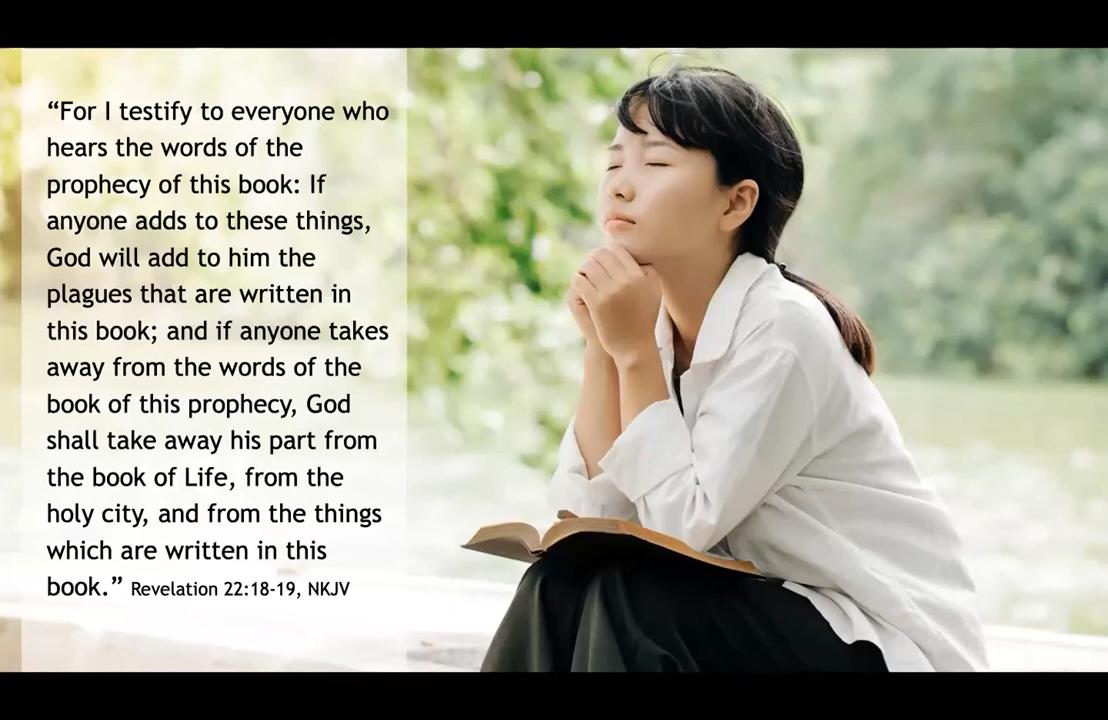 “For I testify to everyone who
hears the words of the
prophecy of this book: If
anyone adds to these things,
God will add to him the
plagues that are written in
this book; and if anyone takes
away from the words of the
book of this prophecy, God
shall take away his part from
the book of Life, from the
holy city, and from the things
which are written in this
book.” Revelation 22:18-19, NKJV